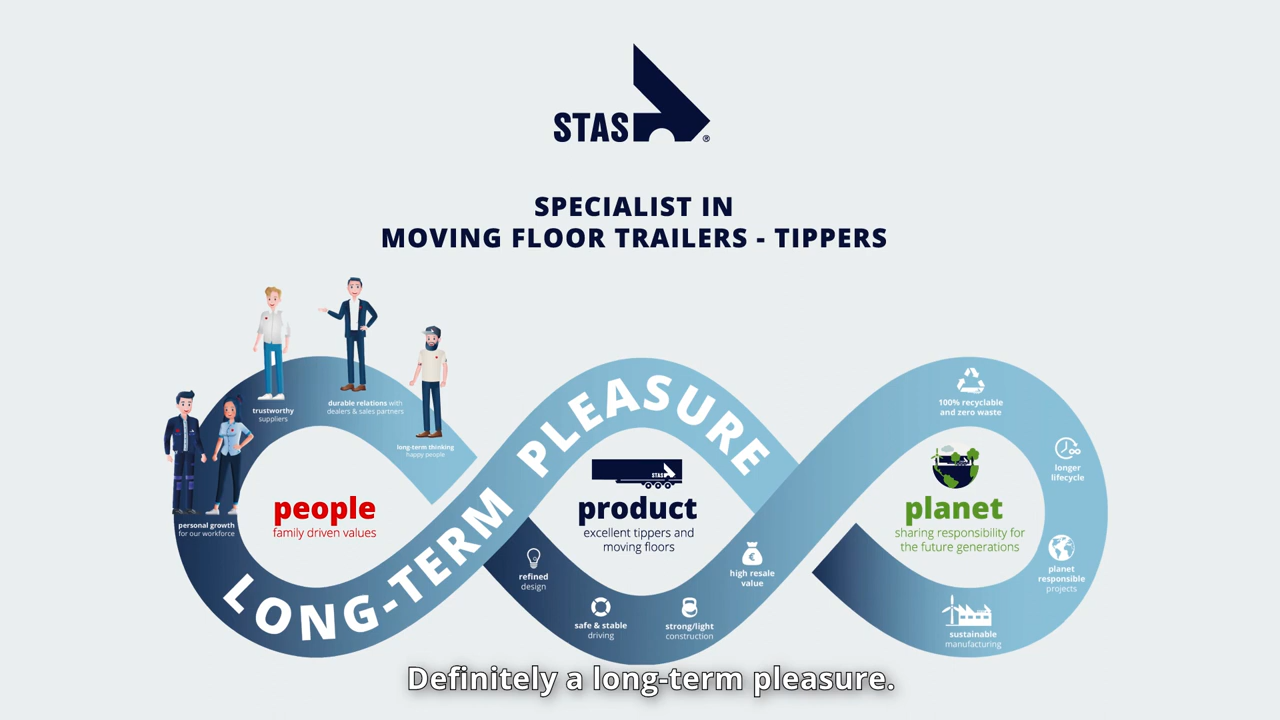 STAS
®
SPECIALIST IN
MOVING FLOOR TRAILERS - TIPPERS
trustworthy
suppliers
durable relations with
dealers & sales partners
long-term thinking
happy people
personal growth
for our workforce
people
family driven values
LONG-TERM PLEASURE
STAS
product
excellent tippers and
moving floors
refined
design
safe & stable
driving
strong/light
construction
€
high resale
value
planet
sharing responsibility for
the future generations
100% recyclable
and zero waste
longer
lifecycle
planet
responsible
projects
sustainable
manufacturing
Definitely a long-term pleasure.